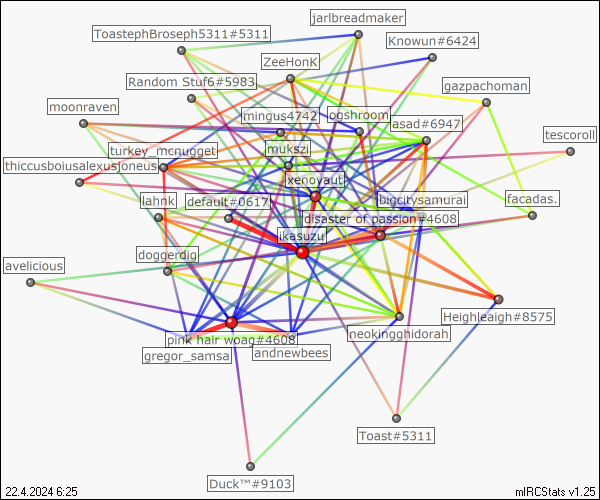 jarlbreadmaker
ToastephBroseph5311#5311
Knowun#6424
ZeeHonK
Random Stuf6#5983
gazpachoman
moonraven
mingus4742
ogshroom
asad#6947
tescoroll
turkey_mcnugget
mukszi
thiccusboiusalexusjoneus
xenoyaut
lahnk
default#0617
bigcitysamurai
facadas.
disaster of passion#4608
ikasuzu
doggerdig
avelicious
Heighleaigh#8575
neokingghidorah
pink hair woag#4608
gregor_samsa
andnewbees
Toast#5311
Duck™#9103
22.4.2024 6:25
mIRCStats v1.25